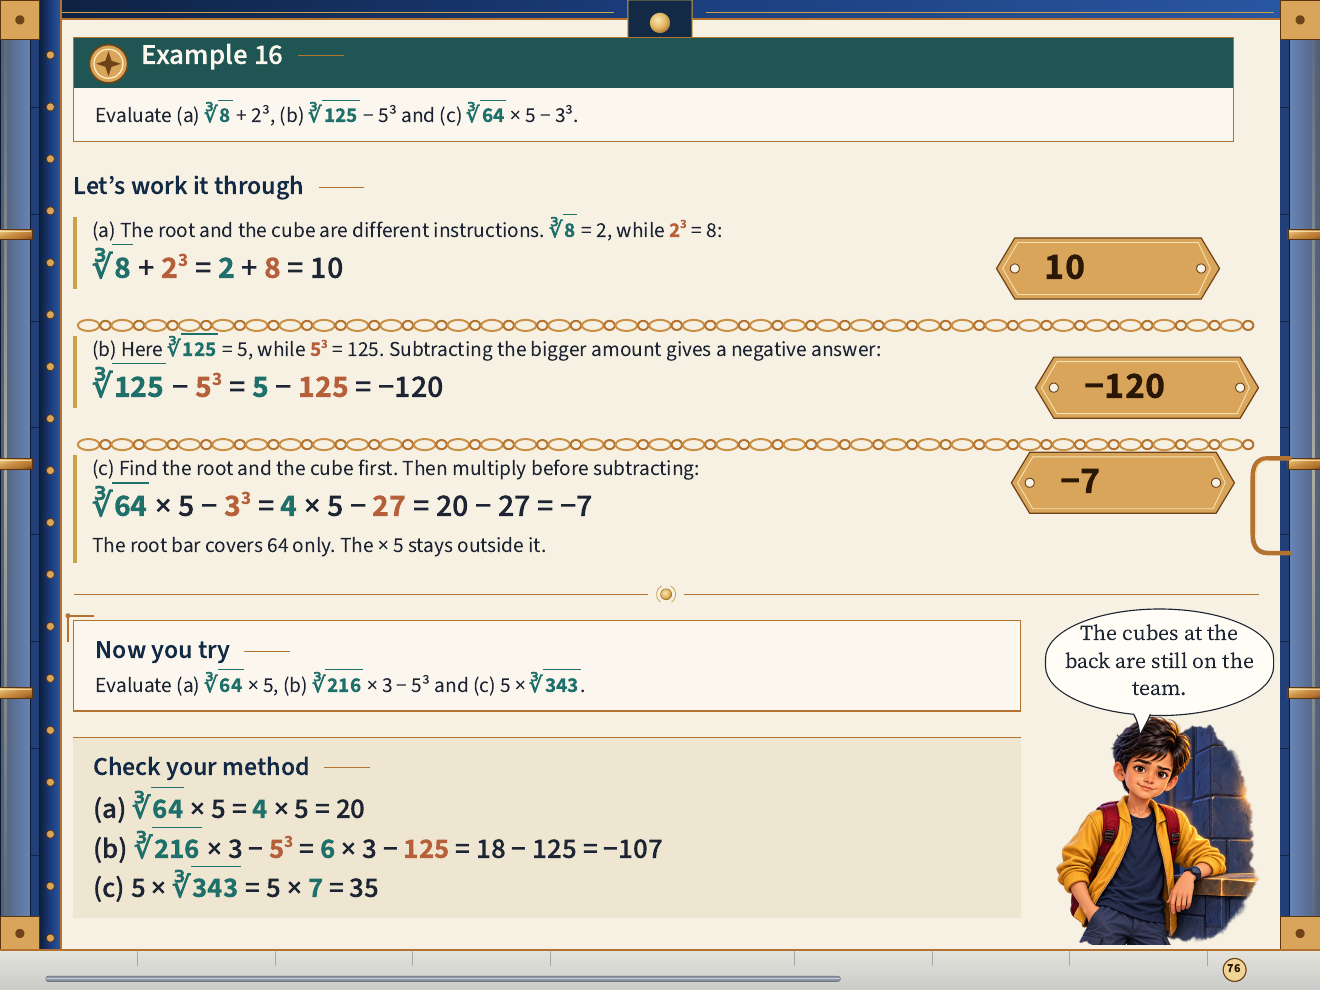 Example 16
Evaluate (a) ∛8 + 2³, (b) ∛125 − 5³ and (c) ∛64 × 5 − 3³.
Let’s work it through
(a) The root and the cube are different instructions. ∛8 = 2, while 2³ = 8:
∛8 + 2³ = 2 + 8 = 10
10
(b) Here ∛125 = 5, while 5³ = 125. Subtracting the bigger amount gives a negative answer:
∛125 − 5³ = 5 − 125 = −120
−120
(c) Find the root and the cube first. Then multiply before subtracting:
∛64 × 5 − 3³ = 4 × 5 − 27 = 20 − 27 = −7
−7
The root bar covers 64 only. The × 5 stays outside it.
Now you try
Evaluate (a) ∛64 × 5, (b) ∛216 × 3 − 5³ and (c) 5 × ∛343.
The cubes at the
back are still on the
team.
Check your method
(a) ∛64 × 5 = 4 × 5 = 20
(b) ∛216 × 3 − 5³ = 6 × 3 − 125 = 18 − 125 = −107
(c) 5 × ∛343 = 5 × 7 = 35
76